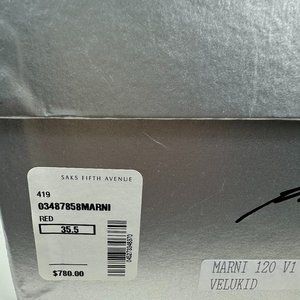 SAKS FIFTH AVENUE
419
03487858MARNI
RED
35.5
$780.00
MARNI 120 V1
VELUKID